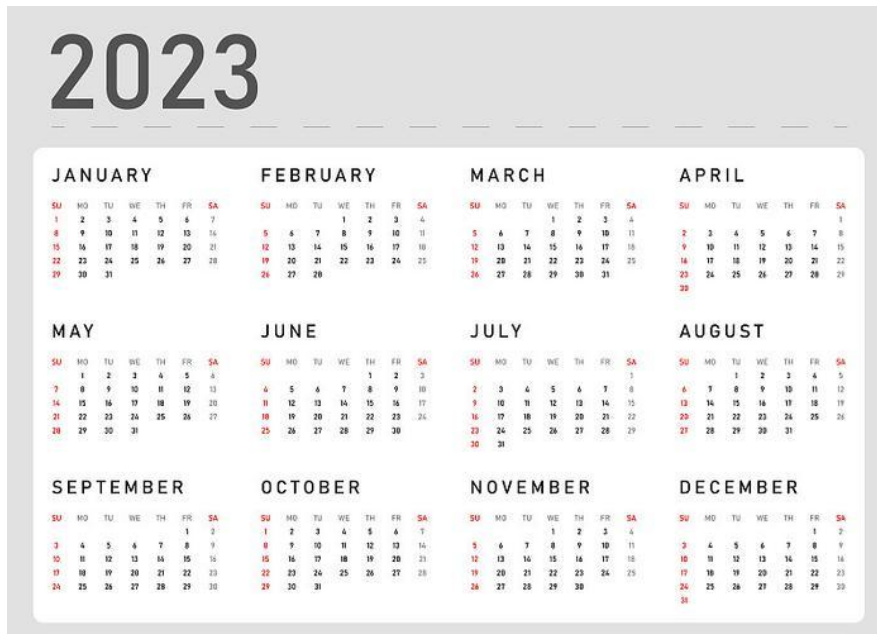 2023
JANUARY
SU MO TU WE TH FR SA
1 2 3 4 5 6 7
8 9 10 11 12 13 14
15 16 17 18 19 20 21
22 23 24 25 26 27 28
29 30 31
FEBRUARY
SU MO TU WE TH FR SA
1 2 3 4
5 6 7 8 9 10 11
12 13 14 15 16 17 18
19 20 21 22 23 24 25
26 27 28
MARCH
SU MO TU WE TH FR SA
1 2 3 4
5 6 7 8 9 10 11
12 13 14 15 16 17 18
19 20 21 22 23 24 25
26 27 28 29 30 31
APRIL
SU MO TU WE TH FR SA
1
2 3 4 5 6 7 8
9 10 11 12 13 14 15
16 17 18 19 20 21 22
23 24 25 26 27 28 29
30
MAY
SU MO TU WE TH FR SA
1 2 3 4 5 6
7 8 9 10 11 12 13
14 15 16 17 18 19 20
21 22 23 24 25 26 27
28 29 30 31
JUNE
SU MO TU WE TH FR SA
1 2 3
4 5 6 7 8 9 10
11 12 13 14 15 16 17
18 19 20 21 22 23 24
25 26 27 28 29 30
JULY
SU MO TU WE TH FR SA
1
2 3 4 5 6 7 8
9 10 11 12 13 14 15
16 17 18 19 20 21 22
23 24 25 26 27 28 29
30 31
AUGUST
SU MO TU WE TH FR SA
1 2 3 4 5
6 7 8 9 10 11 12
13 14 15 16 17 18 19
20 21 22 23 24 25 26
27 28 29 30 31
SEPTEMBER
SU MO TU WE TH FR SA
1 2
3 4 5 6 7 8 9
10 11 12 13 14 15 16
17 18 19 20 21 22 23
24 25 26 27 28 29 30
OCTOBER
SU MO TU WE TH FR SA
1 2 3 4 5 6 7
8 9 10 11 12 13 14
15 16 17 18 19 20 21
22 23 24 25 26 27 28
29 30 31
NOVEMBER
SU MO TU WE TH FR SA
1 2 3 4
5 6 7 8 9 10 11
12 13 14 15 16 17 18
19 20 21 22 23 24 25
26 27 28 29 30
DECEMBER
SU MO TU WE TH FR SA
1 2
3 4 5 6 7 8 9
10 11 12 13 14 15 16
17 18 19 20 21 22 23
24 25 26 27 28 29 30
31